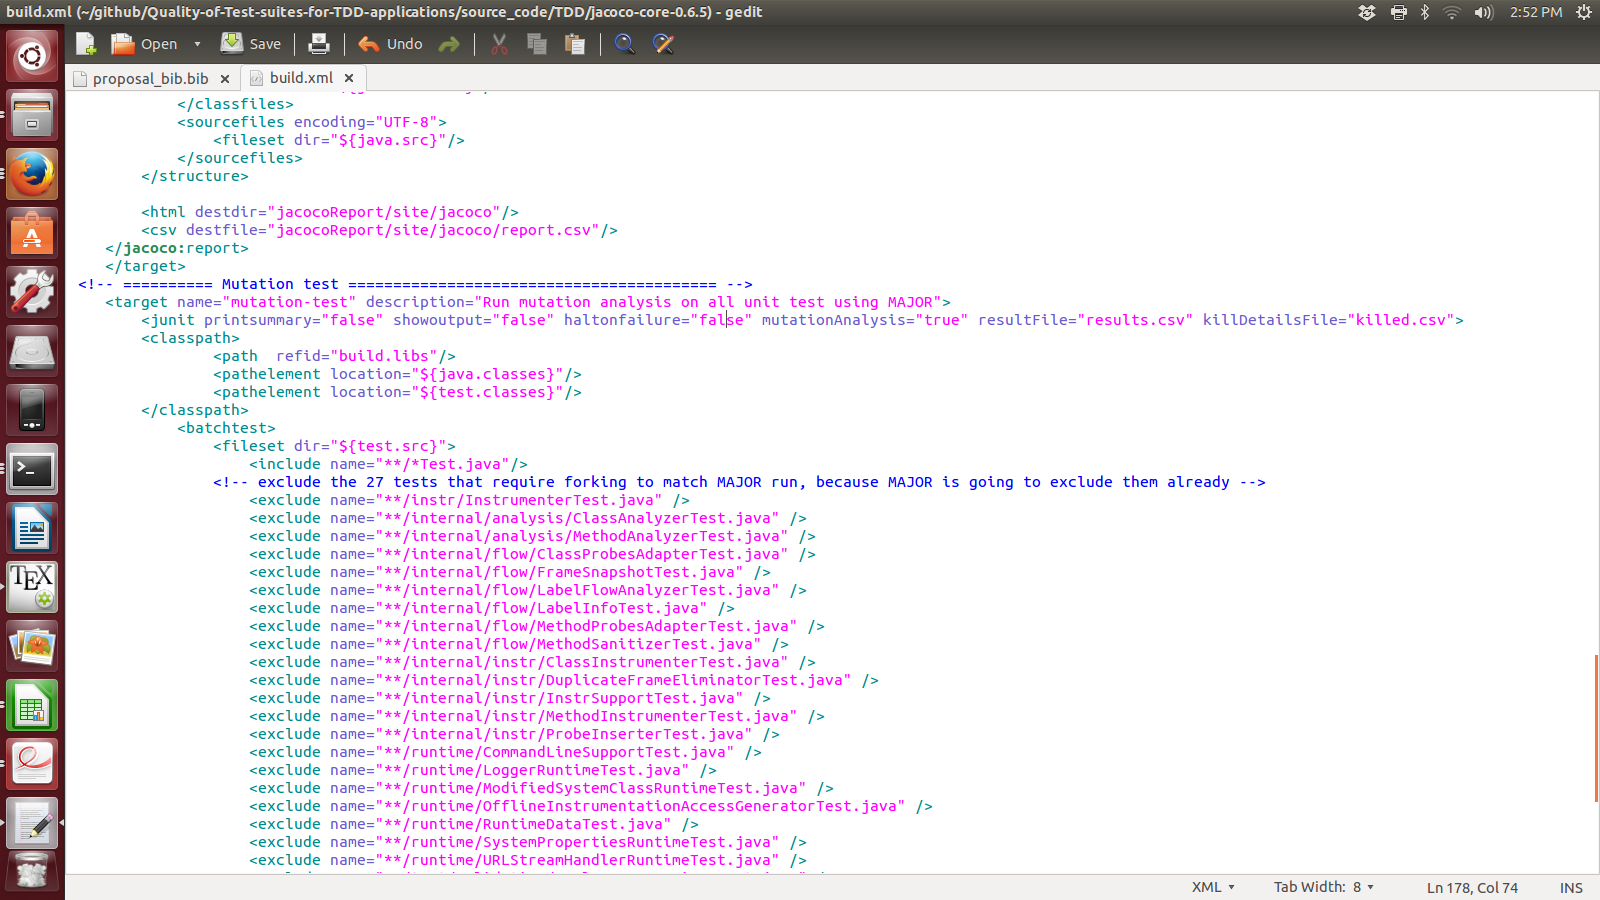 build.xml (~/github/Quality-of-Test-suites-for-TDD-applications/source_code/TDD/jacoco-core-0.6.5) - gedit
2:52 PM
Open
Save
Undo
proposal_bib.bib
build.xml
</classfiles>
<sourcefiles encoding="UTF-8">
<fileset dir="${java.src}"/>
</sourcefiles>
</structure>
<html destdir="jacocoReport/site/jacoco"/>
<csv destfile="jacocoReport/site/jacoco/report.csv"/>
</jacoco:report>
</target>
<!-- ========== Mutation test ========================================= -->
<target name="mutation-test" description="Run mutation analysis on all unit test using MAJOR">
<junit printsummary="false" showoutput="false" haltonfailure="false" mutationAnalysis="true" resultFile="results.csv" killDetailsFile="killed.csv">
<classpath>
<path  refid="build.libs"/>
<pathelement location="${java.classes}"/>
<pathelement location="${test.classes}"/>
</classpath>
<batchtest>
<fileset dir="${test.src}">
<include name="**/*Test.java"/>
<!-- exclude the 27 tests that require forking to match MAJOR run, because MAJOR is going to exclude them already -->
<exclude name="**/instr/InstrumenterTest.java" />
<exclude name="**/internal/analysis/ClassAnalyzerTest.java" />
<exclude name="**/internal/analysis/MethodAnalyzerTest.java" />
<exclude name="**/internal/flow/ClassProbesAdapterTest.java" />
<exclude name="**/internal/flow/FrameSnapshotTest.java" />
<exclude name="**/internal/flow/LabelFlowAnalyzerTest.java" />
<exclude name="**/internal/flow/LabelInfoTest.java" />
<exclude name="**/internal/flow/MethodProbesAdapterTest.java" />
<exclude name="**/internal/flow/MethodSanitizerTest.java" />
<exclude name="**/internal/instr/ClassInstrumenterTest.java" />
<exclude name="**/internal/instr/DuplicateFrameEliminatorTest.java" />
<exclude name="**/internal/instr/InstrSupportTest.java" />
<exclude name="**/internal/instr/MethodInstrumenterTest.java" />
<exclude name="**/internal/instr/ProbeInserterTest.java" />
<exclude name="**/runtime/CommandLineSupportTest.java" />
<exclude name="**/runtime/LoggerRuntimeTest.java" />
<exclude name="**/runtime/ModifiedSystemClassRuntimeTest.java" />
<exclude name="**/runtime/OfflineInstrumentationAccessGeneratorTest.java" />
<exclude name="**/runtime/RuntimeDataTest.java" />
<exclude name="**/runtime/SystemPropertiesRuntimeTest.java" />
<exclude name="**/runtime/URLStreamHandlerRuntimeTest.java" />
XML
Tab Width: 8
Ln 178, Col 74
INS
TEX